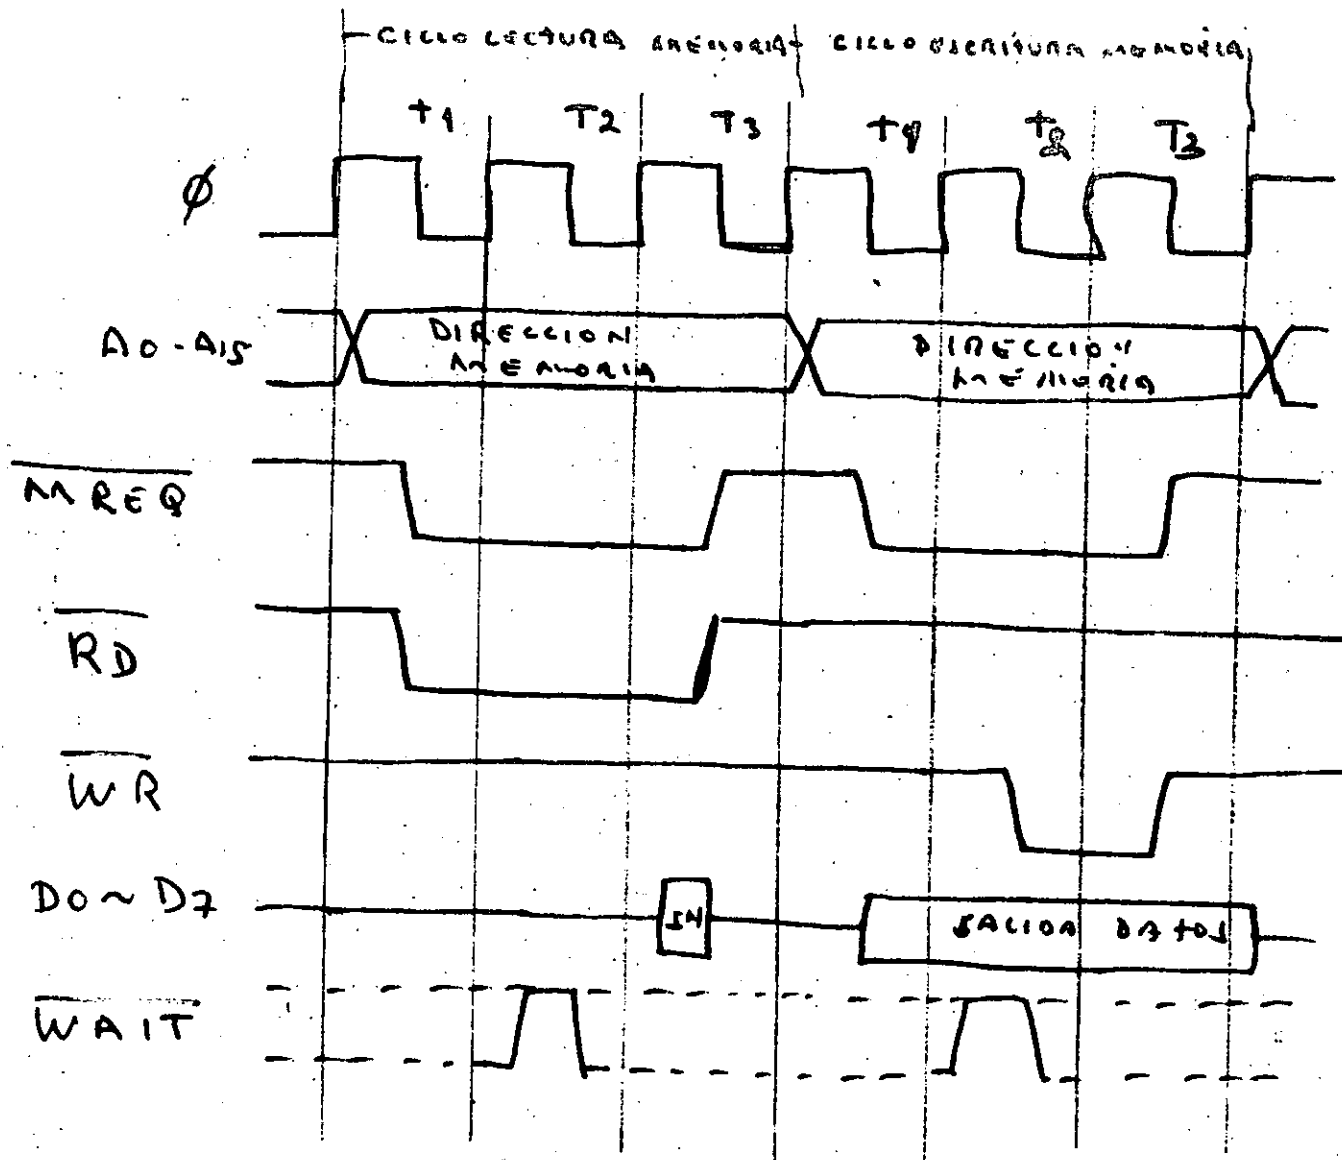 CICLO LECTURA MEMORIA CICLO ESCRITURA MEMORIA
T1 T2 T3 T1 T2 T3
φ
A0-A15 DIRECCION MEMORIA DIRECCION MEMORIA
MREQ
RD
WR
D0~D7 IN SALIDA DATOS
WAIT